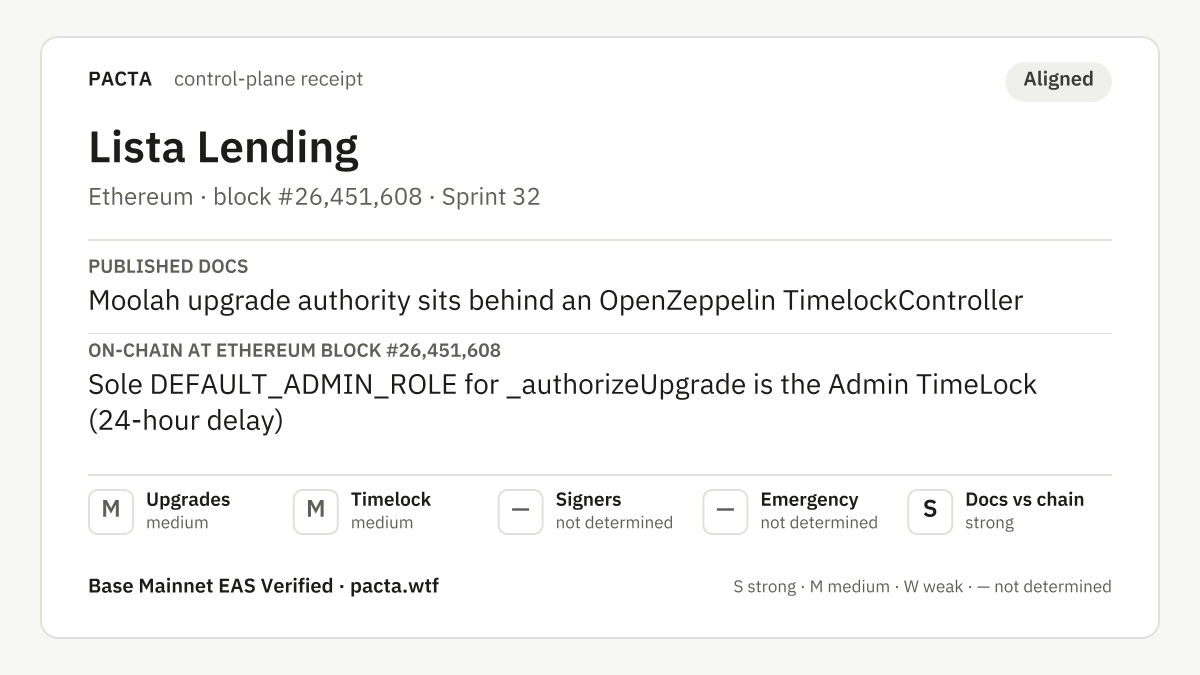 PACTA control-plane receipt
Aligned
Lista Lending
Ethereum · block #26,451,608 · Sprint 32
PUBLISHED DOCS
Moolah upgrade authority sits behind an OpenZeppelin TimelockController
ON-CHAIN AT ETHEREUM BLOCK #26,451,608
Sole DEFAULT_ADMIN_ROLE for _authorizeUpgrade is the Admin TimeLock
(24-hour delay)
M Upgrades
medium
M Timelock
medium
— Signers
not determined
— Emergency
not determined
S Docs vs chain
strong
Base Mainnet EAS Verified · pacta.wtf
S strong · M medium · W weak · — not determined